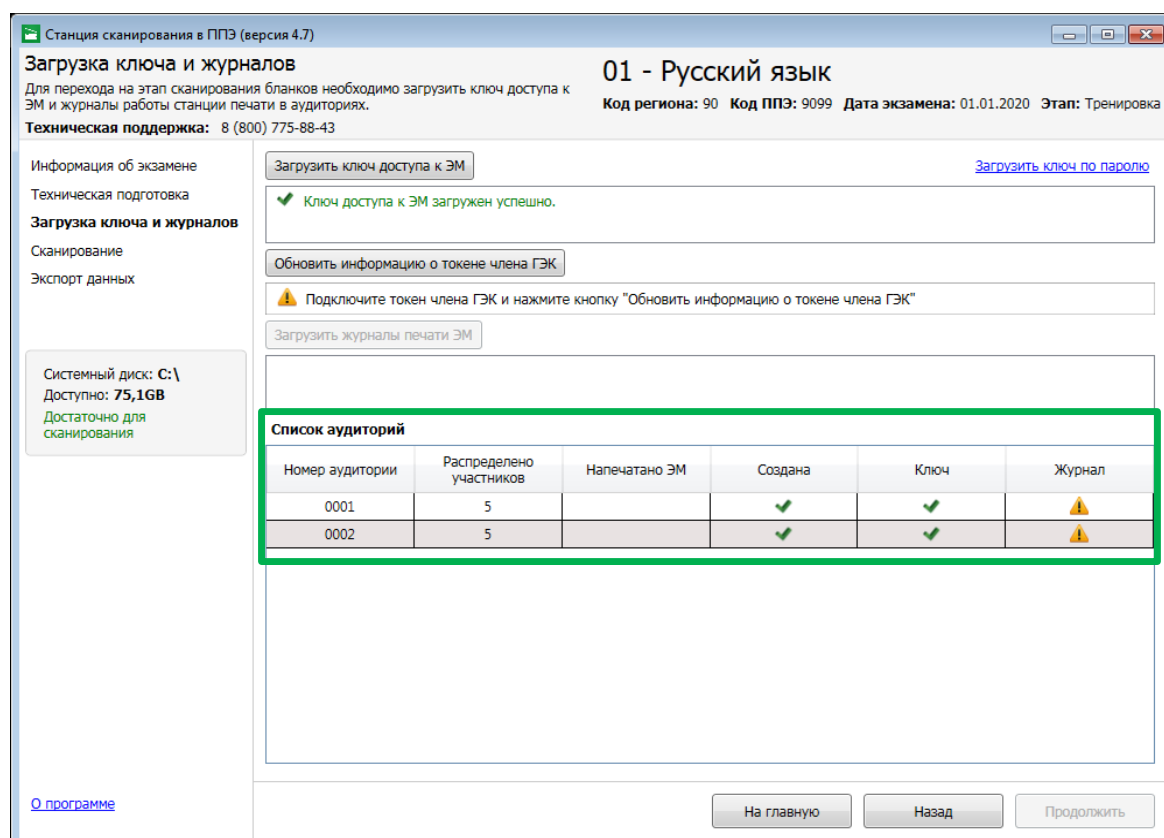 Станция сканирования в ППЭ (версия 4.7)
Загрузка ключа и журналов
Для перехода на этап сканирования бланков необходимо загрузить ключ доступа к
ЭМ и журналы работы станции печати в аудиториях.
Техническая поддержка: 8 (800) 775-88-43
01 - Русский язык
Код региона: 90 Код ППЭ: 9099 Дата экзамена: 01.01.2020 Этап: Тренировка
Информация об экзамене
Техническая подготовка
Загрузка ключа и журналов
Сканирование
Экспорт данных
Системный диск: C:\
Доступно: 75,1GB
Достаточно для
сканирования
О программе
Загрузить ключ доступа к ЭМ
Загрузить ключ по паролю
Ключ доступа к ЭМ загружен успешно.
Обновить информацию о токене члена ГЭК
Подключите токен члена ГЭК и нажмите кнопку "Обновить информацию о токене члена ГЭК"
Загрузить журналы печати ЭМ
Список аудиторий
Номер аудитории Распределено участников Напечатано ЭМ Создана Ключ Журнал
0001 5
0002 5
На главную Назад Продолжить